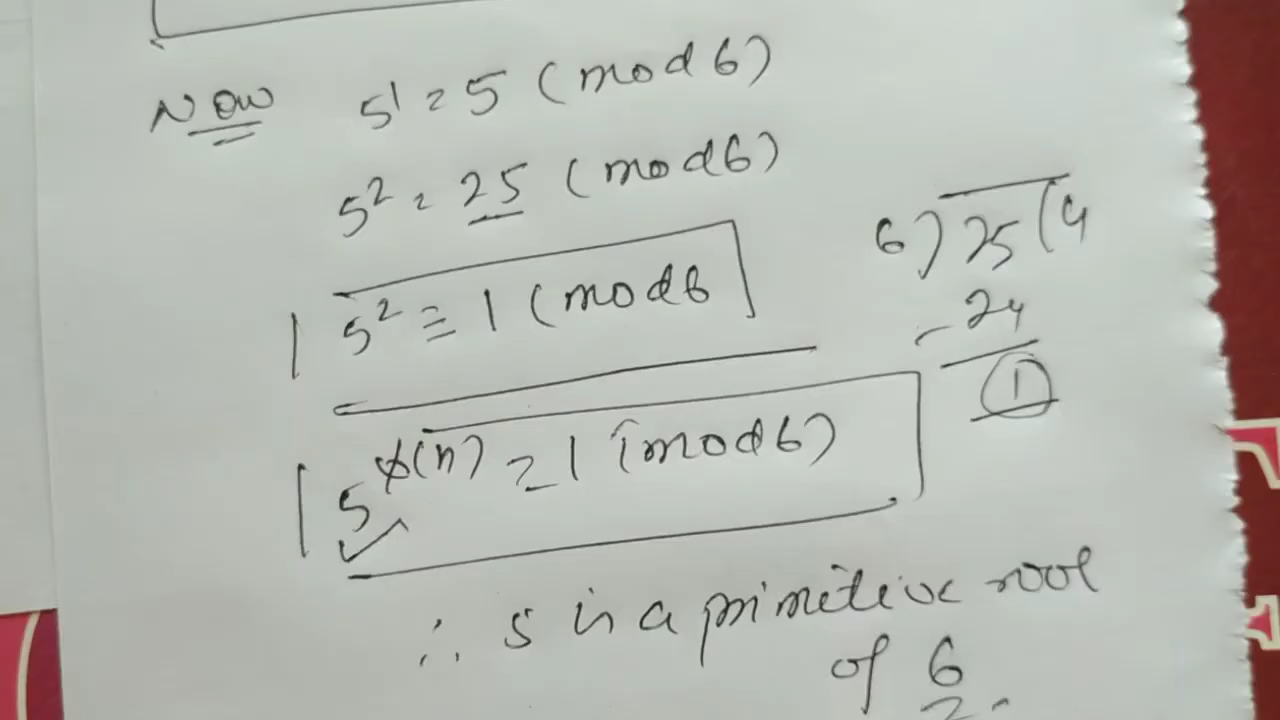 Now 5¹ = 5 (mod 6)
5² = 25 (mod 6)
5² ≡ 1 (mod 6
6) 25 (4
- 24
1
5^ϕ(n) ≡ 1 (mod 6)
∴ 5 is a primitive root
of 6